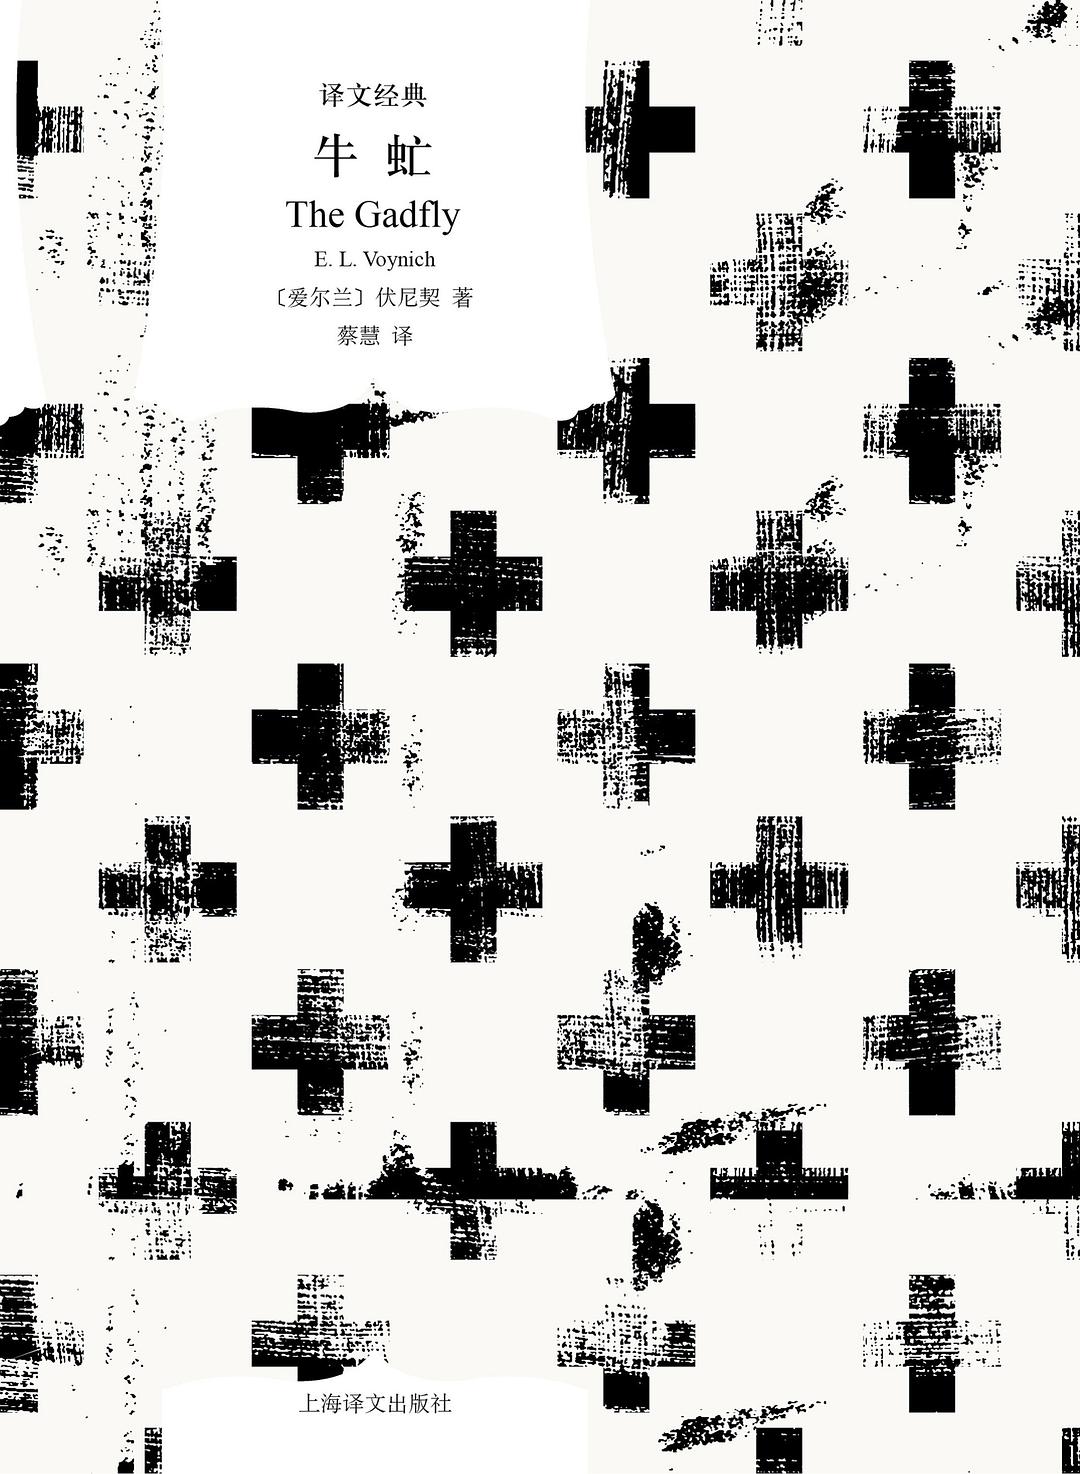 译文经典
牛虻
The Gadfly
E. L. Voynich
〔爱尔兰〕伏尼契 著
蔡慧 译
上海译文出版社